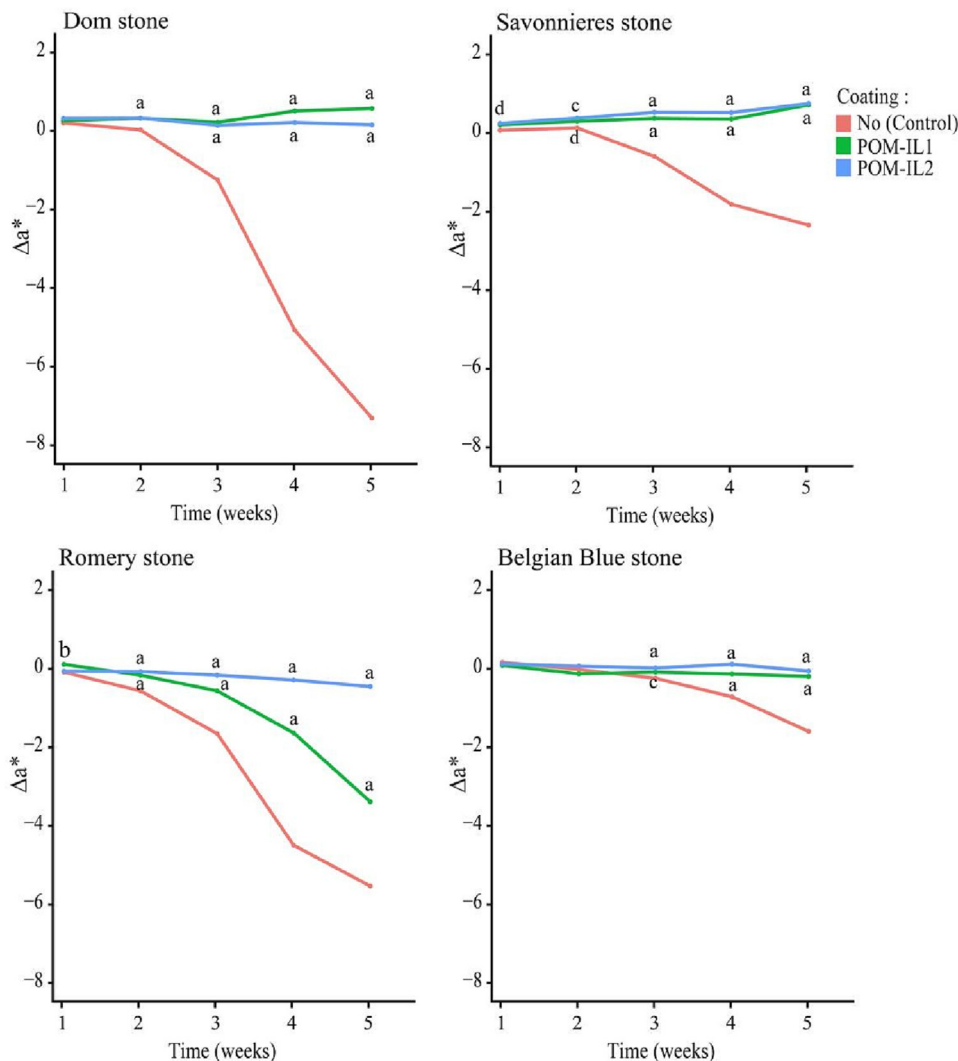 Dom stone
2
0
−2
−4
−6
−8
Δa*
a
a
a
a
a
a
a
1 2 3 4 5
Time (weeks)
Savonnieres stone
2
0
−2
−4
−6
−8
Δa*
d
c
a
a
a
d
a
a
a
1 2 3 4 5
Time (weeks)
Coating :
No (Control)
POM-IL1
POM-IL2
Romery stone
2
0
−2
−4
−6
−8
Δa*
b
a
a
a
a
a
a
a
a
1 2 3 4 5
Time (weeks)
Belgian Blue stone
2
0
−2
−4
−6
−8
Δa*
a
a
a
c
a
a
1 2 3 4 5
Time (weeks)